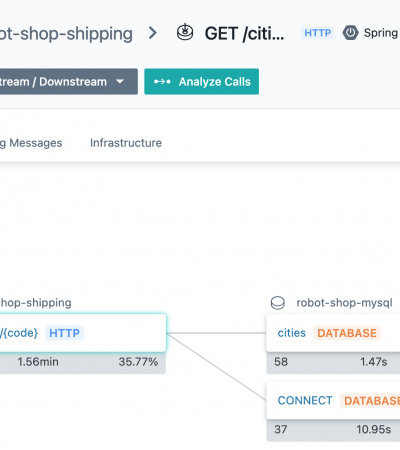 ot-shop-shipping > GET /citi... HTTP Spring
tream / Downstream Analyze Calls
g Messages Infrastructure
hop-shipping robot-shop-mysql
/{code} HTTP cities DATABASE
1.56min 35.77% 58 1.47s
CONNECT DATABASE
37 10.95s